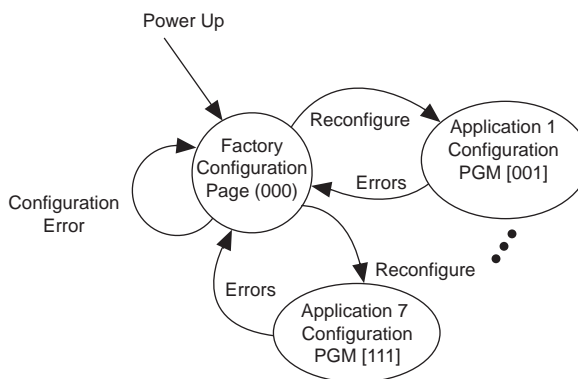 Power Up
Reconfigure
Application 1
Configuration
PGM [001]
Factory
Configuration
Page (000)
Errors
Configuration
Error
Reconfigure
Errors
Application 7
Configuration
PGM [111]